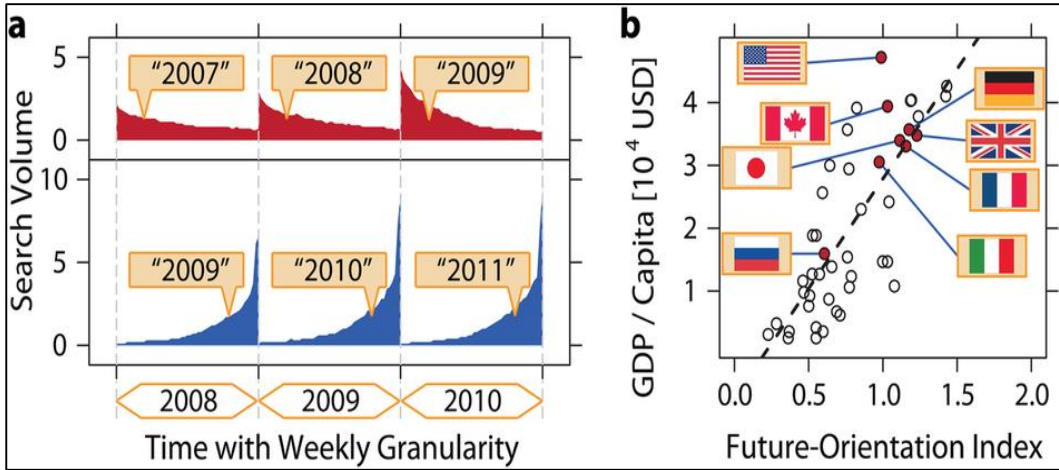 a
Search Volume
5
0
“2007”
“2008”
“2009”
10
5
0
“2009”
“2010”
“2011”
2008
2009
2010
Time with Weekly Granularity
b
GDP / Capita [10⁴ USD]
4
3
2
1
0.0 0.5 1.0 1.5 2.0
Future-Orientation Index